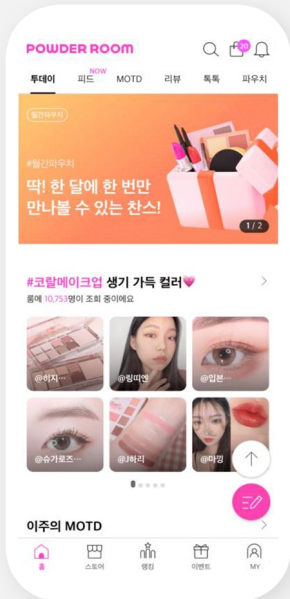 POWDER ROOM
20
NOW
투데이 피드 MOTD 리뷰 톡톡 파우치
월간파우치
#월간파우치
딱! 한 달에 한 번만
만나볼 수 있는 찬스!
1 / 2
#코랄메이크업 생기 가득 컬러
룸메 10,753명이 조회 중이에요
@히지…
@링띠엔
@입븐…
@슈가로즈…
@J하리
@마낑
이주의 MOTD
홈 스토어 랭킹 이벤트 MY